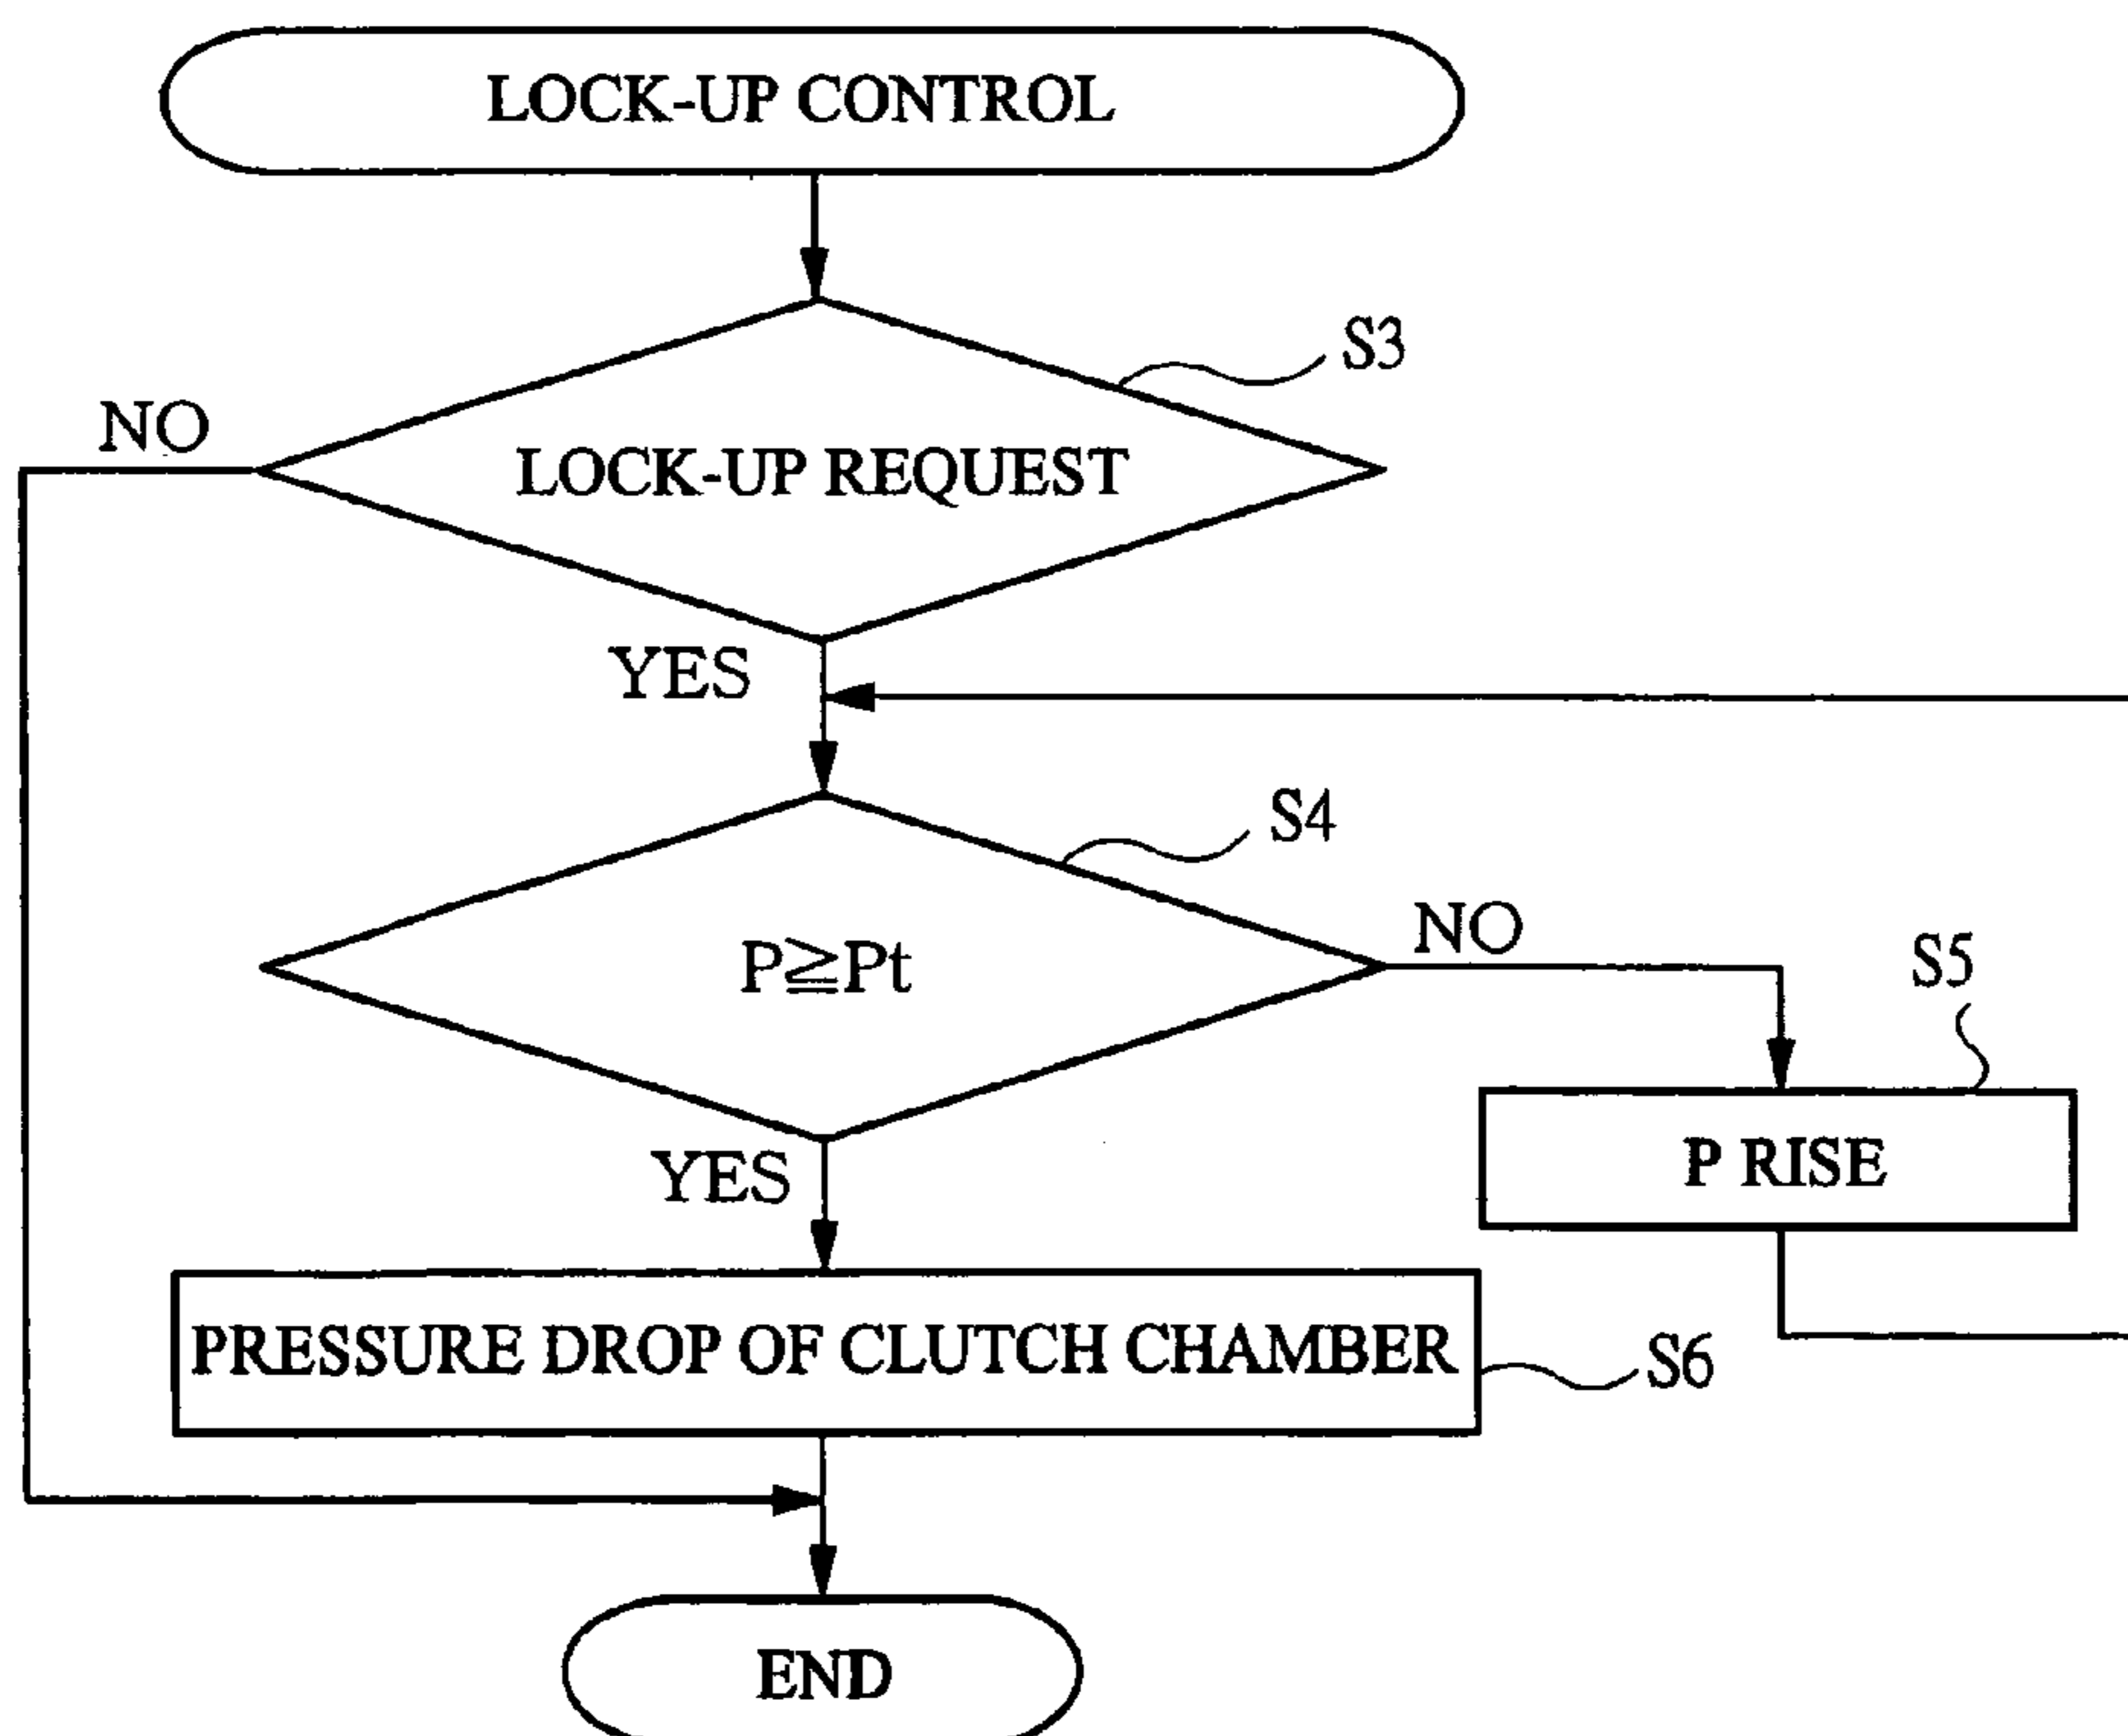 LOCK-UP CONTROL
S3
NO
LOCK-UP REQUEST
YES
S4
P≧Pt
NO
S5
YES
P RISE
PRESSURE DROP OF CLUTCH CHAMBER
S6
END